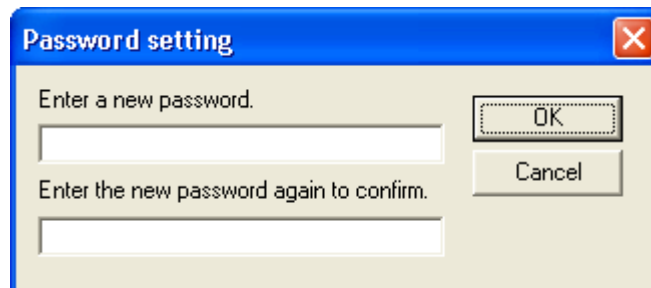 Password setting
Enter a new password.
OK
Cancel
Enter the new password again to confirm.